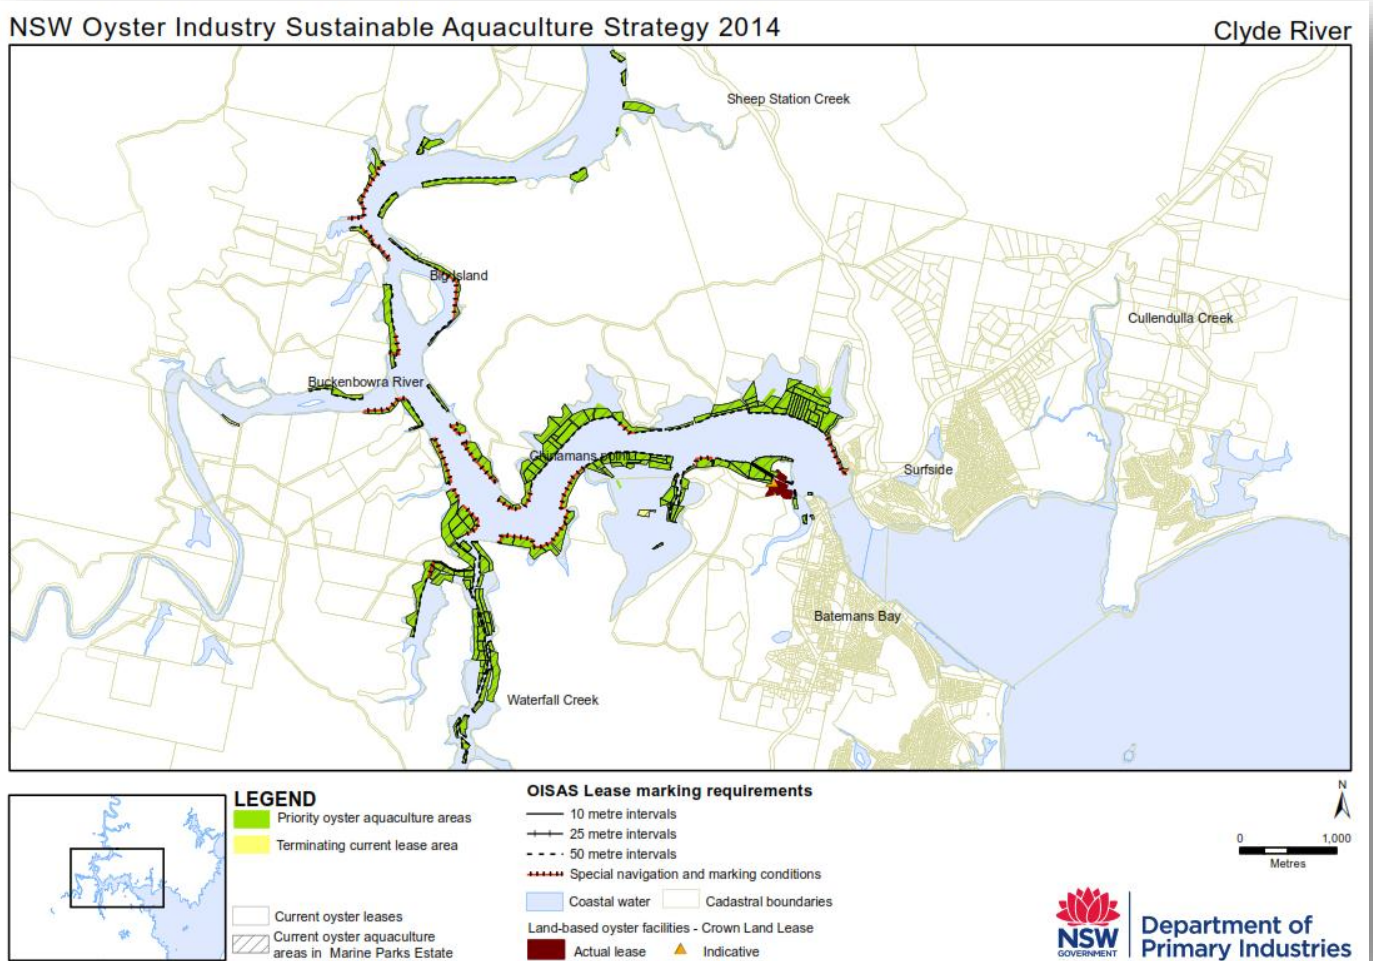 NSW Oyster Industry Sustainable Aquaculture Strategy 2014
Clyde River
Sheep Station Creek
Big Island
Cullendulla Creek
Buckenbowra River
Chinamans point
Surfside
Batemans Bay
Waterfall Creek
LEGEND
Priority oyster aquaculture areas
Terminating current lease area
Current oyster leases
Current oyster aquaculture
areas in Marine Parks Estate
OISAS Lease marking requirements
10 metre intervals
25 metre intervals
50 metre intervals
Special navigation and marking conditions
Coastal water
Cadastral boundaries
Land-based oyster facilities - Crown Land Lease
Actual lease
Indicative
N
0 1,000
Metres
NSW
GOVERNMENT
Department of
Primary Industries